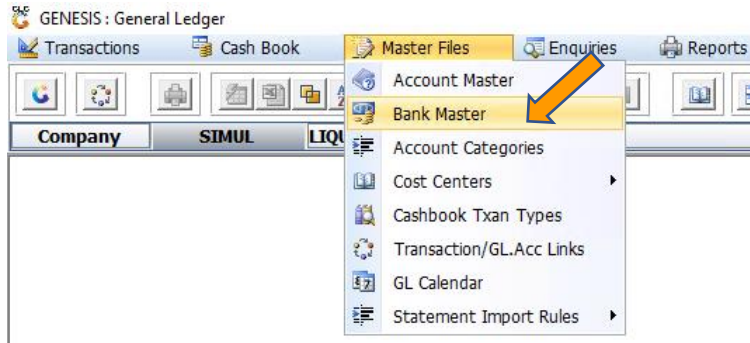 GENESIS : General Ledger
Transactions Cash Book Master Files Enquiries Reports
Account Master
Bank Master
Company SIMUL LIQU
Account Categories
Cost Centers
Cashbook Txan Types
Transaction/GL.Acc Links
GL Calendar
Statement Import Rules